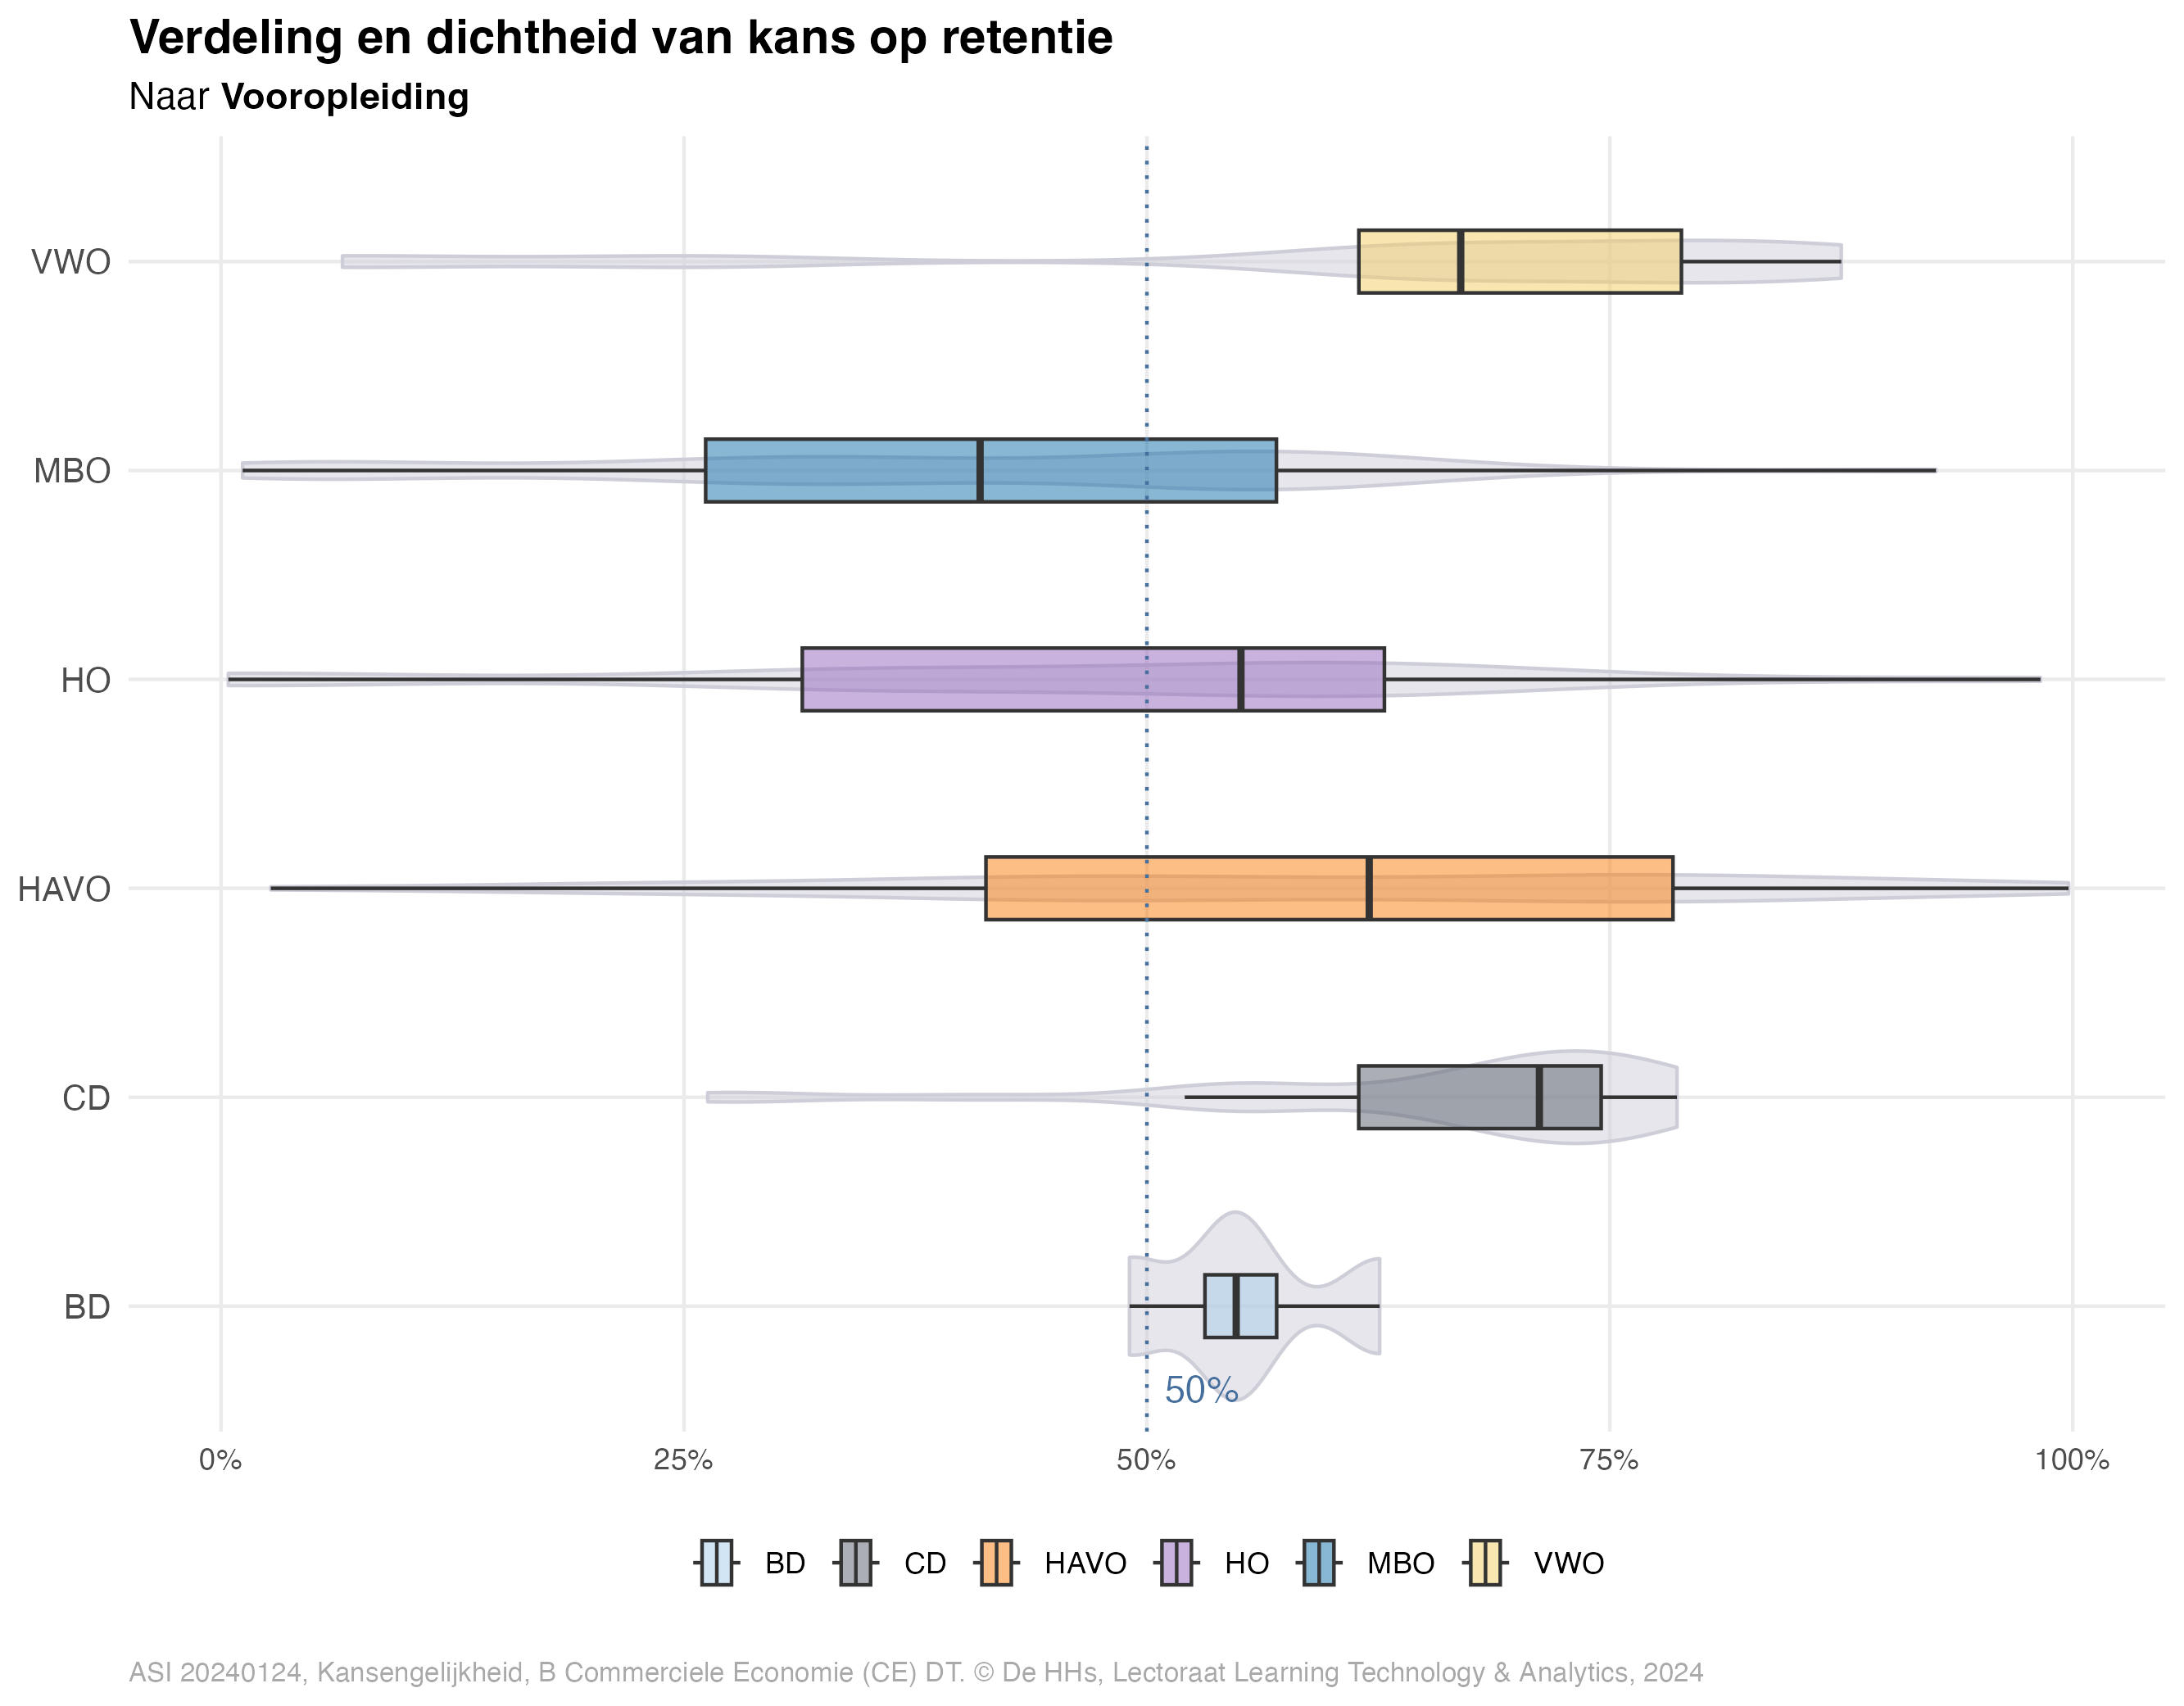 Verdeling en dichtheid van kans op retentie
Naar Vooropleiding
VWO
MBO
HO
HAVO
CD
BD
50%
0% 25% 50% 75% 100%
BD CD HAVO HO MBO VWO
ASI 20240124, Kansengelijkheid, B Commerciele Economie (CE) DT. © De HHs, Lectoraat Learning Technology & Analytics, 2024